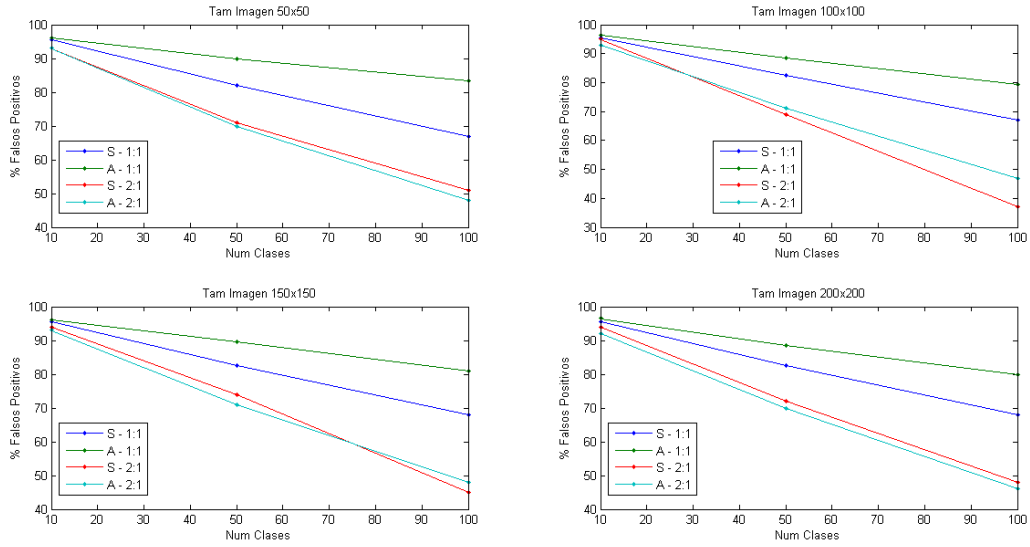 Tam Imagen 50x50
100
90
80
70
60
50
40
% Falsos Positivos
S - 1:1
A - 1:1
S - 2:1
A - 2:1
10 20 30 40 50 60 70 80 90 100
Num Clases
Tam Imagen 100x100
100
90
80
70
60
50
40
30
% Falsos Positivos
S - 1:1
A - 1:1
S - 2:1
A - 2:1
10 20 30 40 50 60 70 80 90 100
Num Clases
Tam Imagen 150x150
100
90
80
70
60
50
40
% Falsos Positivos
S - 1:1
A - 1:1
S - 2:1
A - 2:1
10 20 30 40 50 60 70 80 90 100
Num Clases
Tam Imagen 200x200
100
90
80
70
60
50
40
% Falsos Positivos
S - 1:1
A - 1:1
S - 2:1
A - 2:1
10 20 30 40 50 60 70 80 90 100
Num Clases